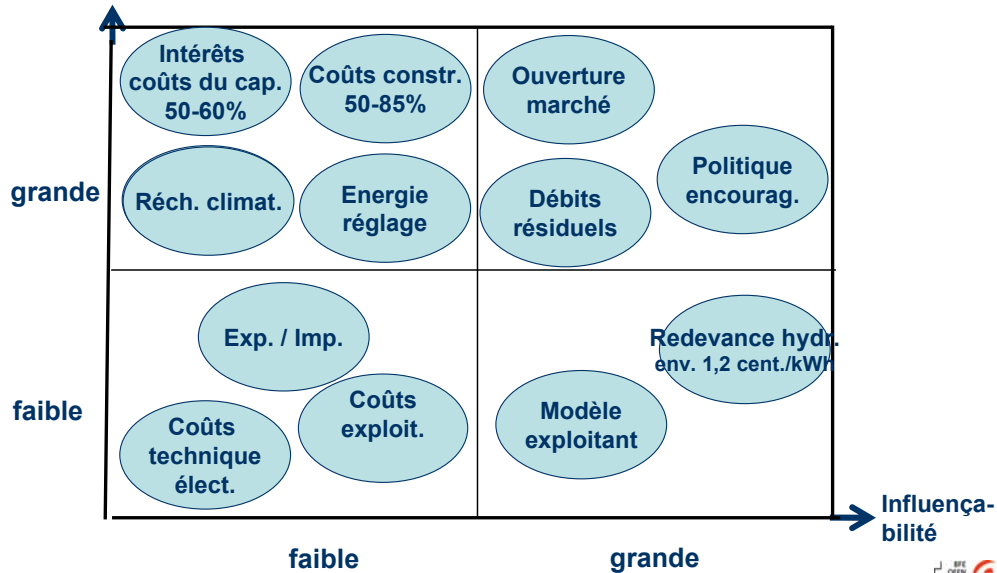 Intérêts
coûts du cap.
50-60%
Coûts constr.
50-85%
Ouverture
marché
Politique
encourag.
grande
Réch. climat.
Energie
réglage
Débits
résiduels
Exp. / Imp.
Redevance hydr.
env. 1,2 cent./kWh
faible
Coûts
technique
élect.
Coûts
exploit.
Modèle
exploitant
Influença-
bilité
faible
grande